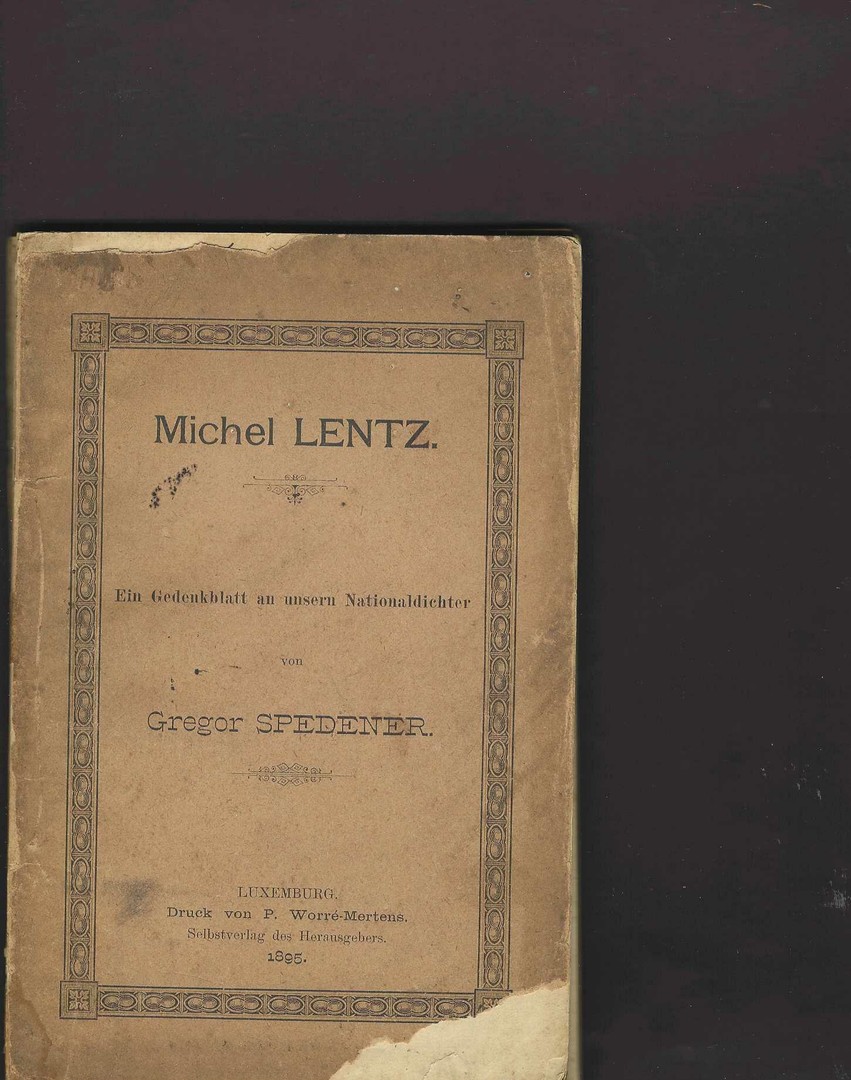 Michel LENTZ.
Ein Gedenkblatt an unsern Nationaldichter
von
Gregor SPEDENER.
LUXEMBURG.
Druck von P. Worré-Mertens.
Selbstverlag des Herausgebers.
1895.